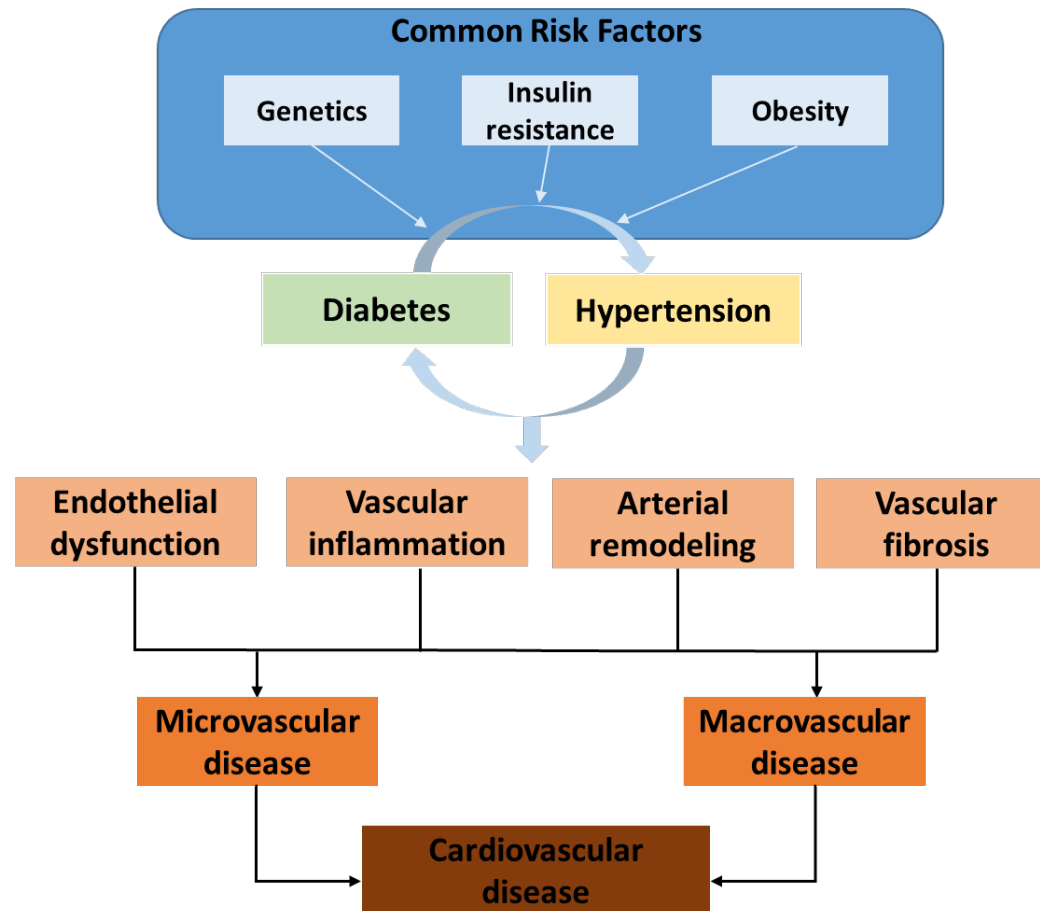 Common Risk Factors
Genetics
Insulin
resistance
Obesity
Diabetes
Hypertension
Endothelial
dysfunction
Vascular
inflammation
Arterial
remodeling
Vascular
fibrosis
Microvascular
disease
Macrovascular
disease
Cardiovascular
disease